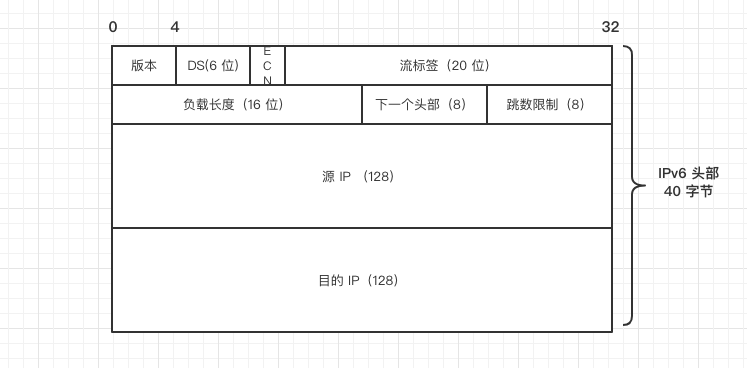 0 4 32
版本 DS(6 位) ECN 流标签（20 位）
负载长度（16 位） 下一个头部（8） 跳数限制（8）
源 IP （128）
IPv6 头部
40 字节
目的 IP（128）